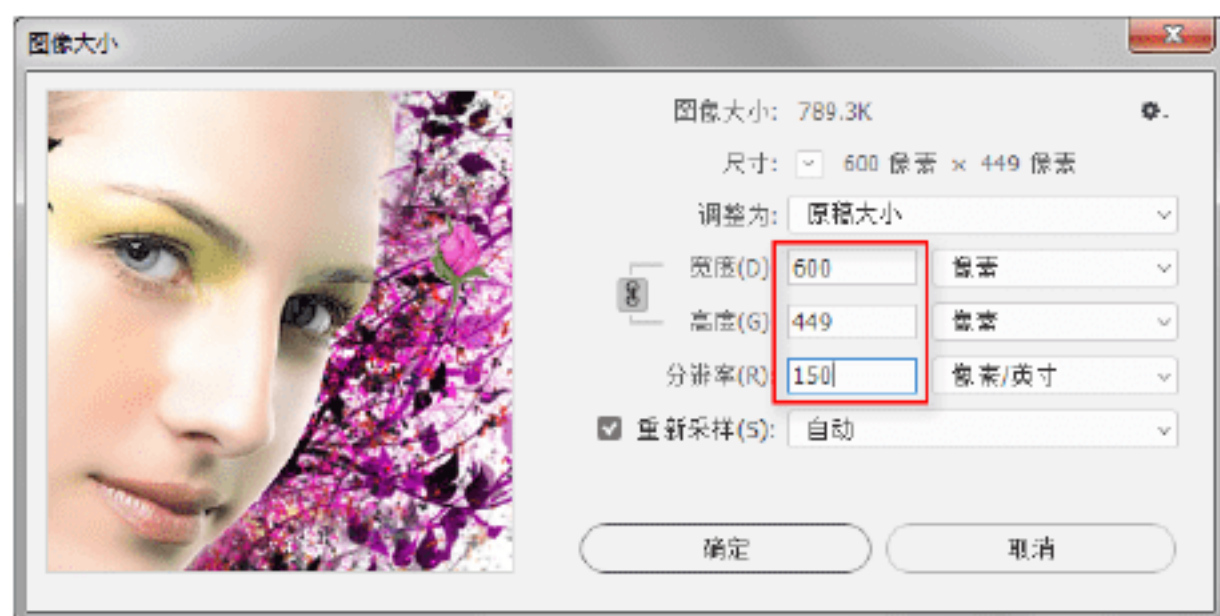 图像大小
图像大小: 789.3K
尺寸: 600 像素 × 449 像素
调整为: 原稿大小
宽度(D) 600 像素
高度(G) 449 像素
分辨率(R) 150 像素/英寸
重新采样(S): 自动
确定 取消